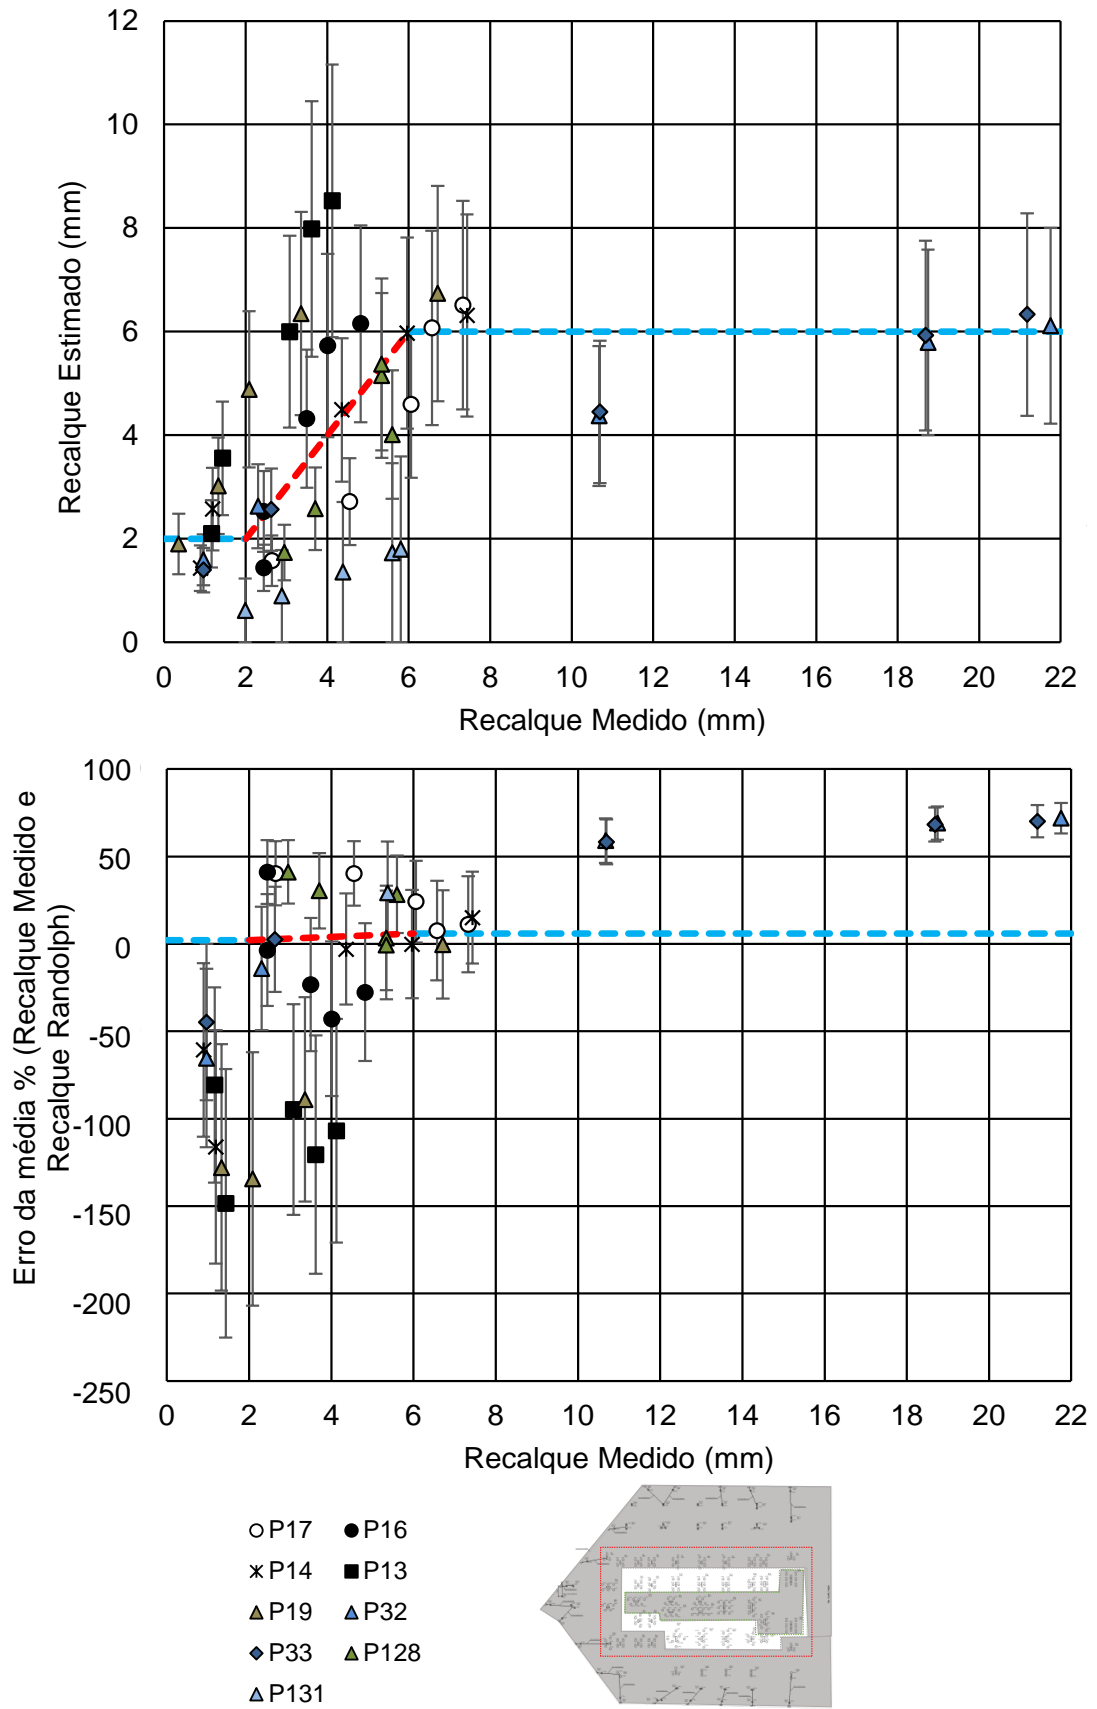 12
10
8
6
4
2
0
Recalque Estimado (mm)
0 2 4 6 8 10 12 14 16 18 20 22
Recalque Medido (mm)
100
50
0
-50
-100
-150
-200
-250
Erro da média % (Recalque Medido e
Recalque Randolph)
0 2 4 6 8 10 12 14 16 18 20 22
Recalque Medido (mm)
P17 P16
P14 P13
P19 P32
P33 P128
P131